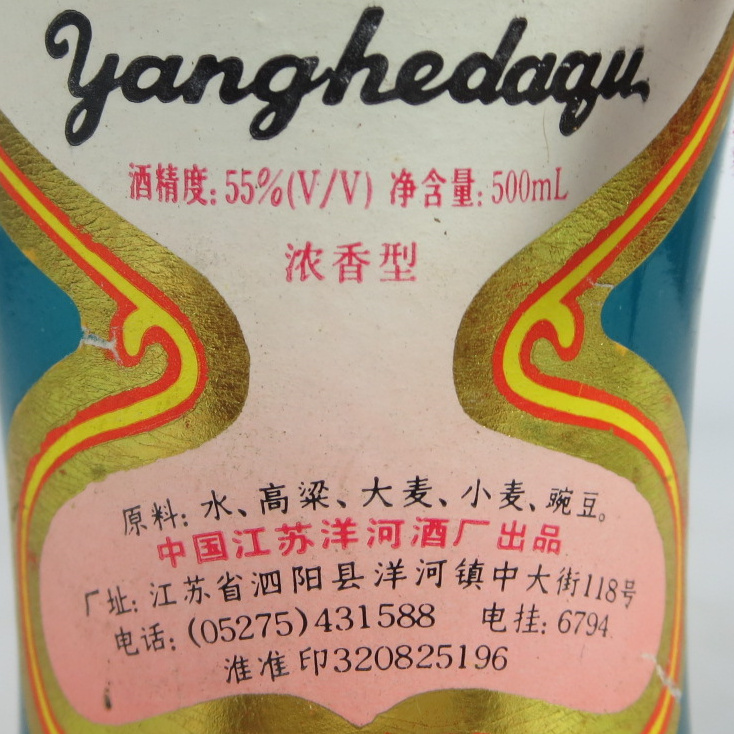 Yanghedaqu
酒精度: 55%(V/V) 净含量: 500mL
浓香型
原料: 水、高粱、大麦、小麦、豌豆。
中国江苏洋河酒厂出品
厂址: 江苏省泗阳县洋河镇中大街118号
电话: (05275)431588 电挂: 6794
淮准印320825196